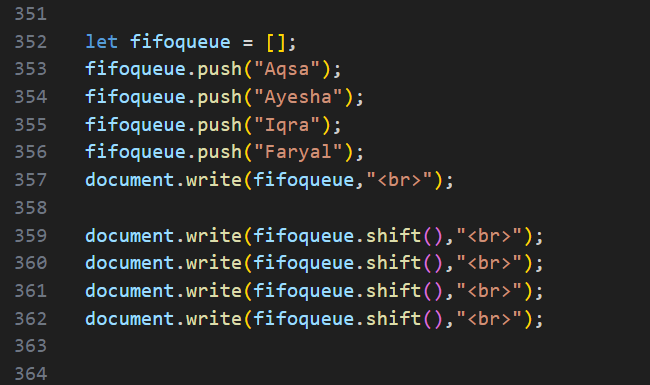 351
352 let fifoqueue = [];
353 fifoqueue.push("Aqsa");
354 fifoqueue.push("Ayesha");
355 fifoqueue.push("Iqra");
356 fifoqueue.push("Faryal");
357 document.write(fifoqueue,"<br>");
358
359 document.write(fifoqueue.shift(),"<br>");
360 document.write(fifoqueue.shift(),"<br>");
361 document.write(fifoqueue.shift(),"<br>");
362 document.write(fifoqueue.shift(),"<br>");
363
364